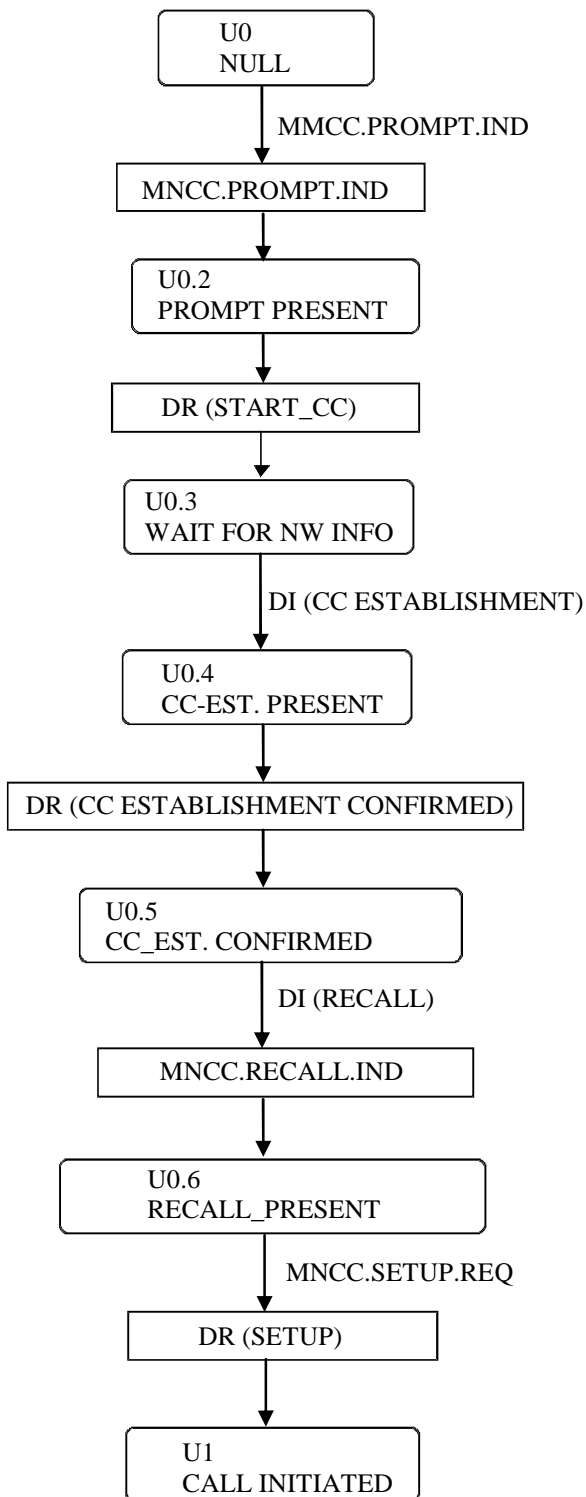 U0
NULL
MMCC.PROMPT.IND
MNCC.PROMPT.IND
U0.2
PROMPT PRESENT
DR (START_CC)
U0.3
WAIT FOR NW INFO
DI (CC ESTABLISHMENT)
U0.4
CC-EST. PRESENT
DR (CC ESTABLISHMENT CONFIRMED)
U0.5
CC_EST. CONFIRMED
DI (RECALL)
MNCC.RECALL.IND
U0.6
RECALL_PRESENT
MNCC.SETUP.REQ
DR (SETUP)
U1
CALL INITIATED